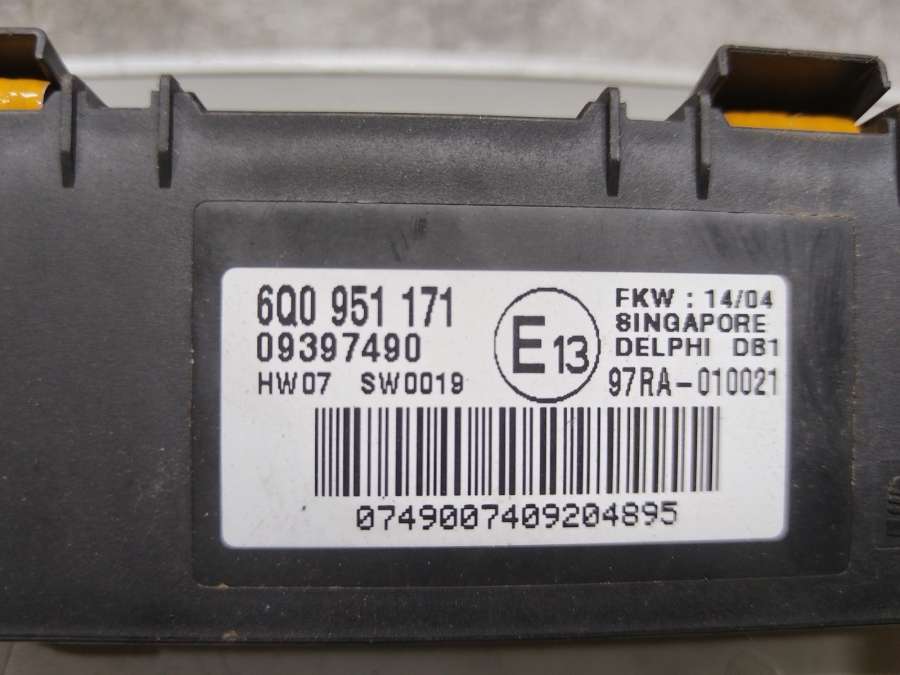 6Q0 951 171
09397490
HW07 SW0019
E13
FKW : 14/04
SINGAPORE
DELPHI DB1
97RA-010021
0749007409204895